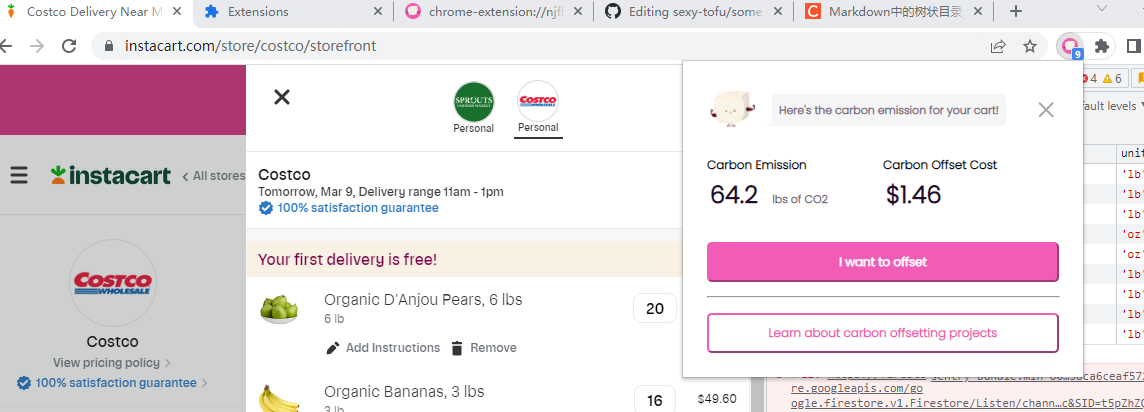 Costco Delivery Near M
Extensions
chrome-extension://njfl
Editing sexy-tofu/some
Markdown中的树状目录
instacart.com/store/costco/storefront
9
4 6
SPROUTS
FARMERS MARKET
COSTCO
WHOLESALE
Personal
Personal
Here's the carbon emission for your cart!
fault levels
Carbon Emission
Carbon Offset Cost
64.2 lbs of CO2
$1.46
unit
'lb'
'lb'
'lb'
'oz'
'oz'
'lb'
'lb'
'lb'
'lb'
instacart
All stores
Costco
Tomorrow, Mar 9, Delivery range 11am - 1pm
100% satisfaction guarantee
Your first delivery is free!
I want to offset
Learn about carbon offsetting projects
COSTCO
WHOLESALE
Costco
View pricing policy
100% satisfaction guarantee
Organic D'Anjou Pears, 6 lbs
6 lb
20
Add Instructions
Remove
Organic Bananas, 3 lbs
3 lb
16
$49.60
re.googleapis.com/go
ogle.firestore.v1.Firestore/Listen/chann…c&SID=t5pZhZ